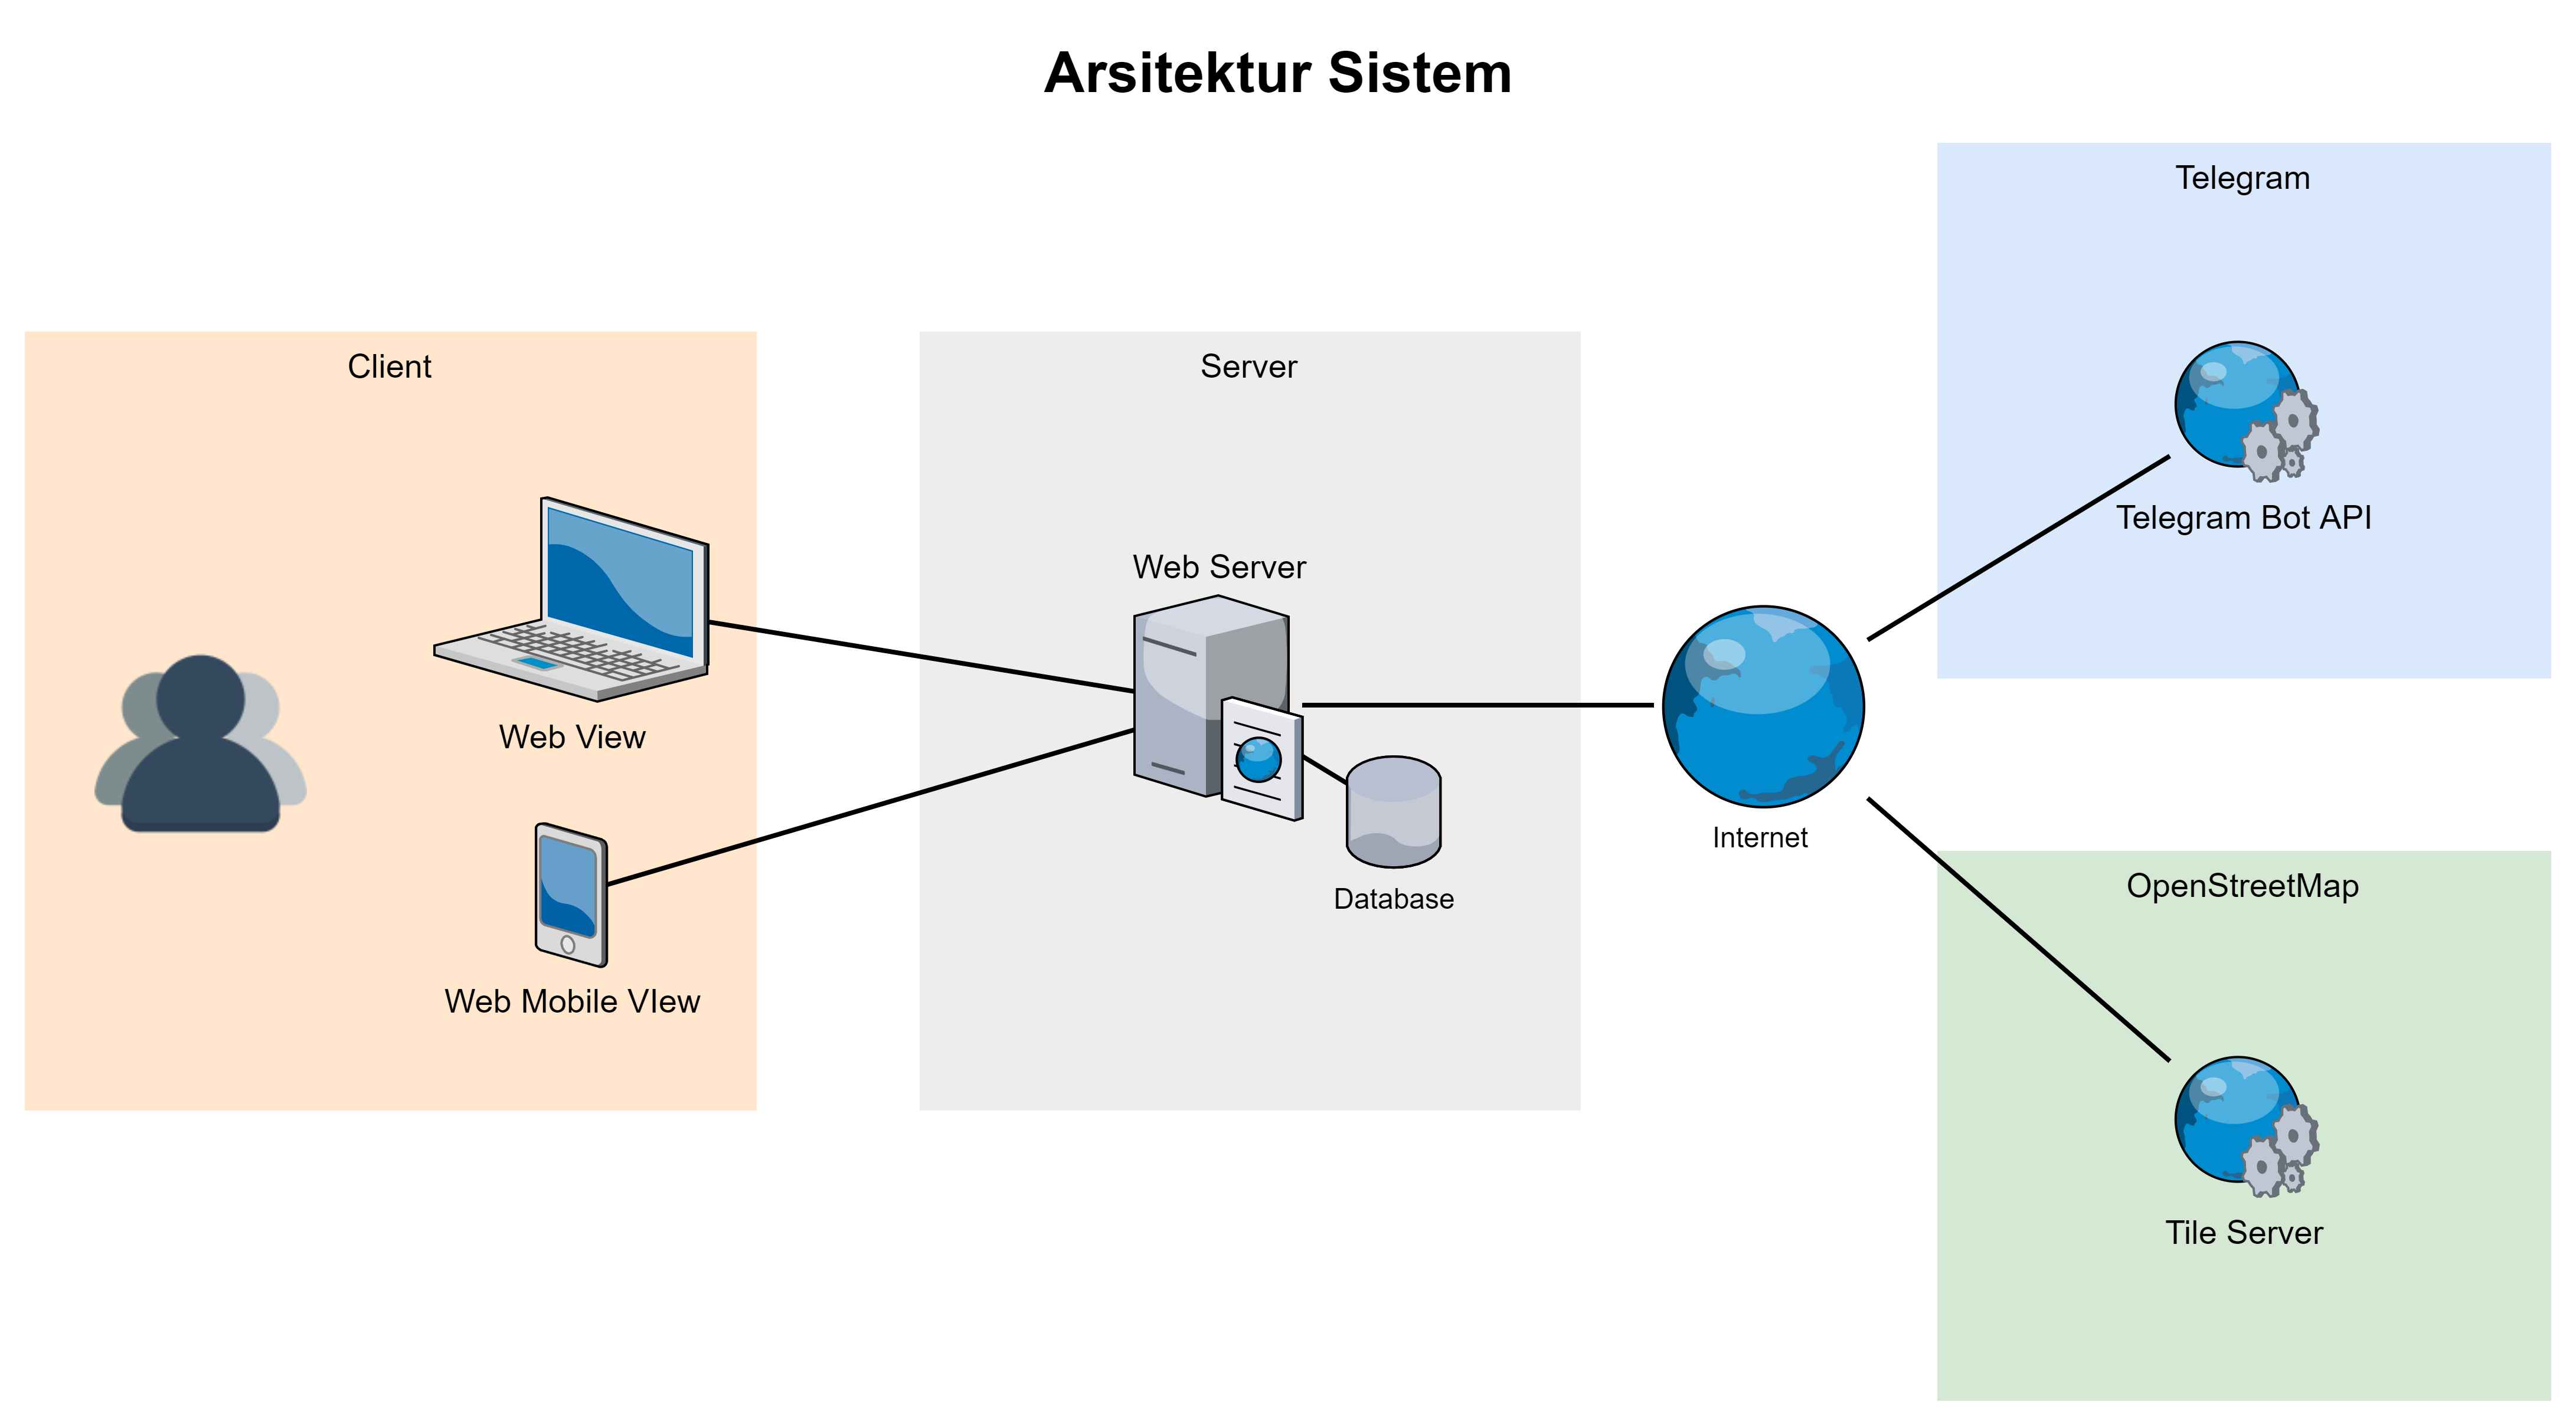 Arsitektur Sistem
Client
Web View
Web Mobile VIew
Server
Web Server
Database
Internet
Telegram
Telegram Bot API
OpenStreetMap
Tile Server